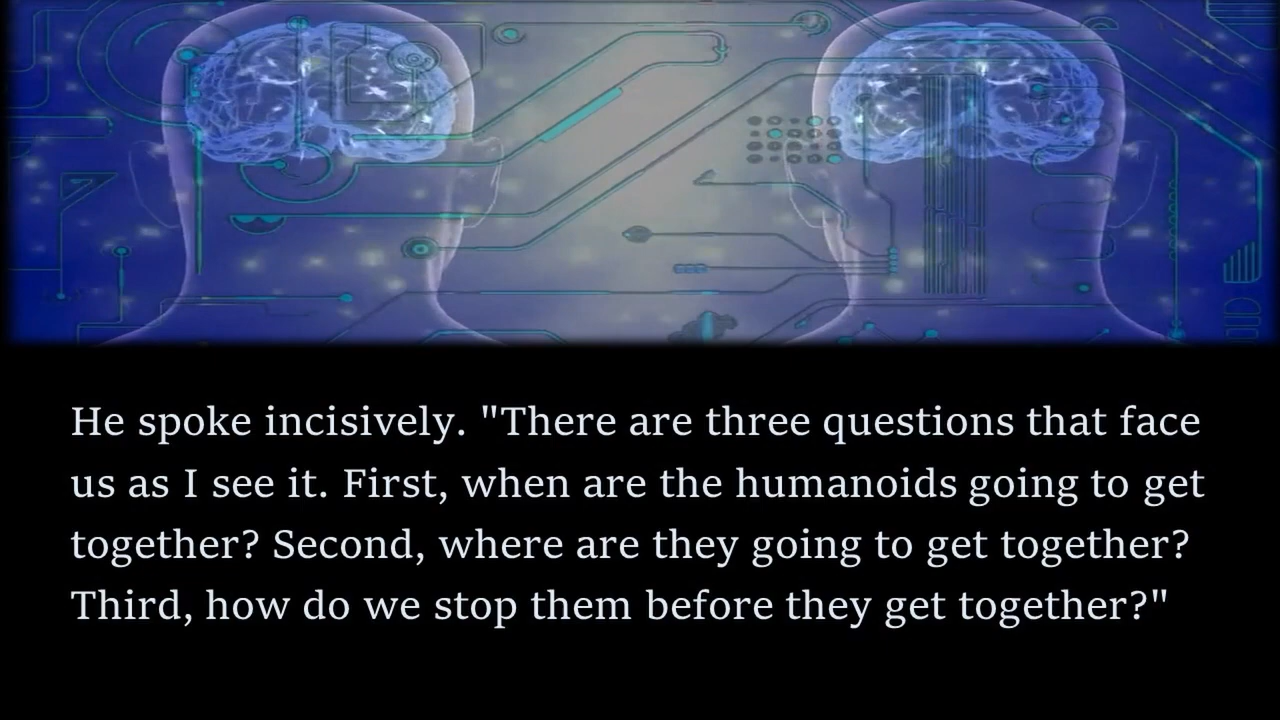 He spoke incisively. "There are three questions that face
us as I see it. First, when are the humanoids going to get
together? Second, where are they going to get together?
Third, how do we stop them before they get together?"